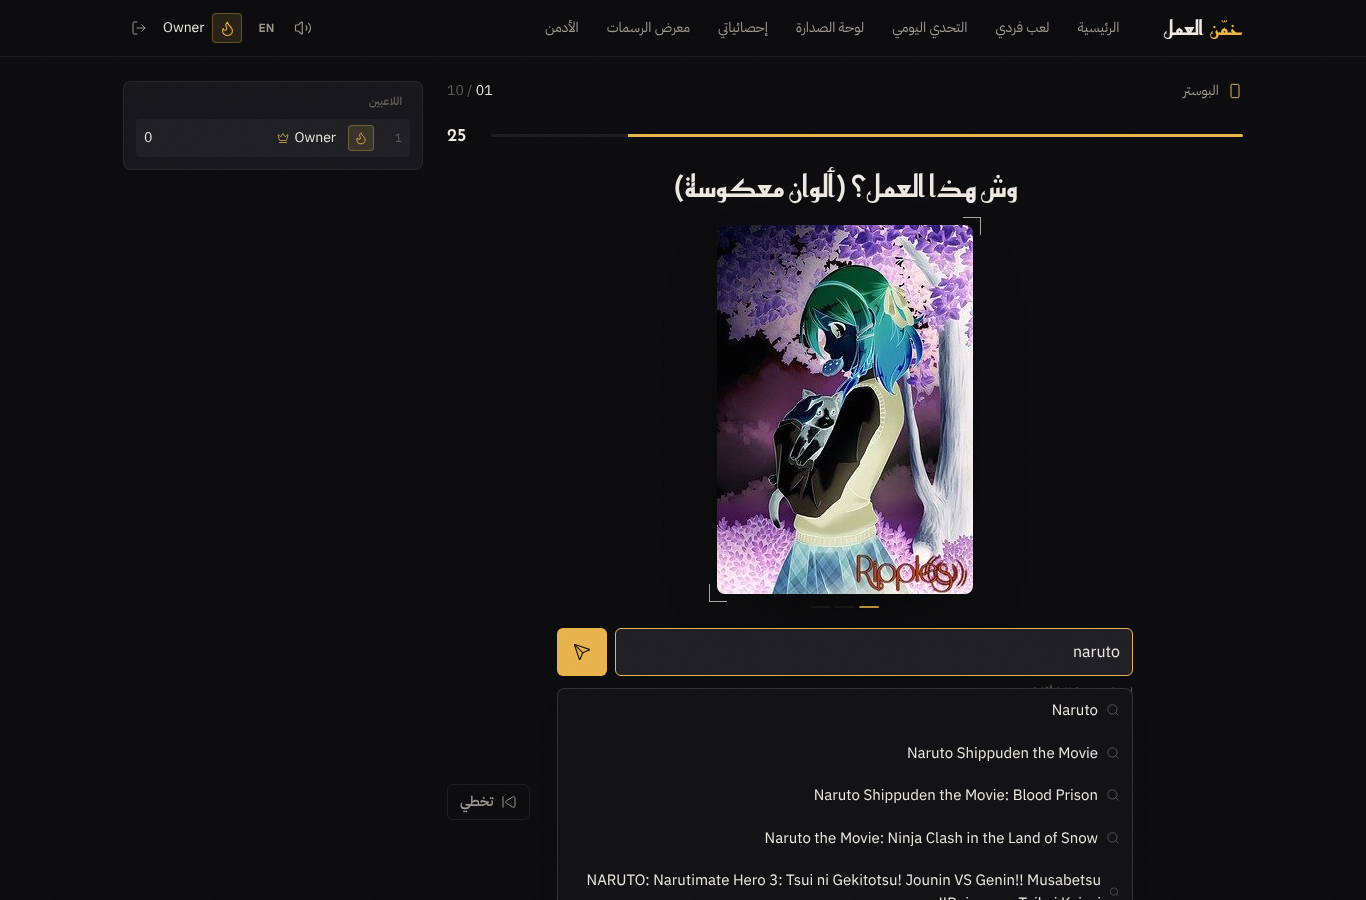 خمّن العمل
الرئيسية
لعب فردي
التحدي اليومي
لوحة الصدارة
إحصائياتي
معرض الرسمات
الأدمن
EN
Owner
البوستر
01 / 10
25
اللاعبين
1 Owner 0
وش هذا العمل؟ (ألوان معكوسة)
Ripples
naruto
Naruto
Naruto Shippuden the Movie
Naruto Shippuden the Movie: Blood Prison
Naruto the Movie: Ninja Clash in the Land of Snow
NARUTO: Narutimate Hero 3: Tsui ni Gekitotsu! Jounin VS Genin!! Musabetsu
تخطي